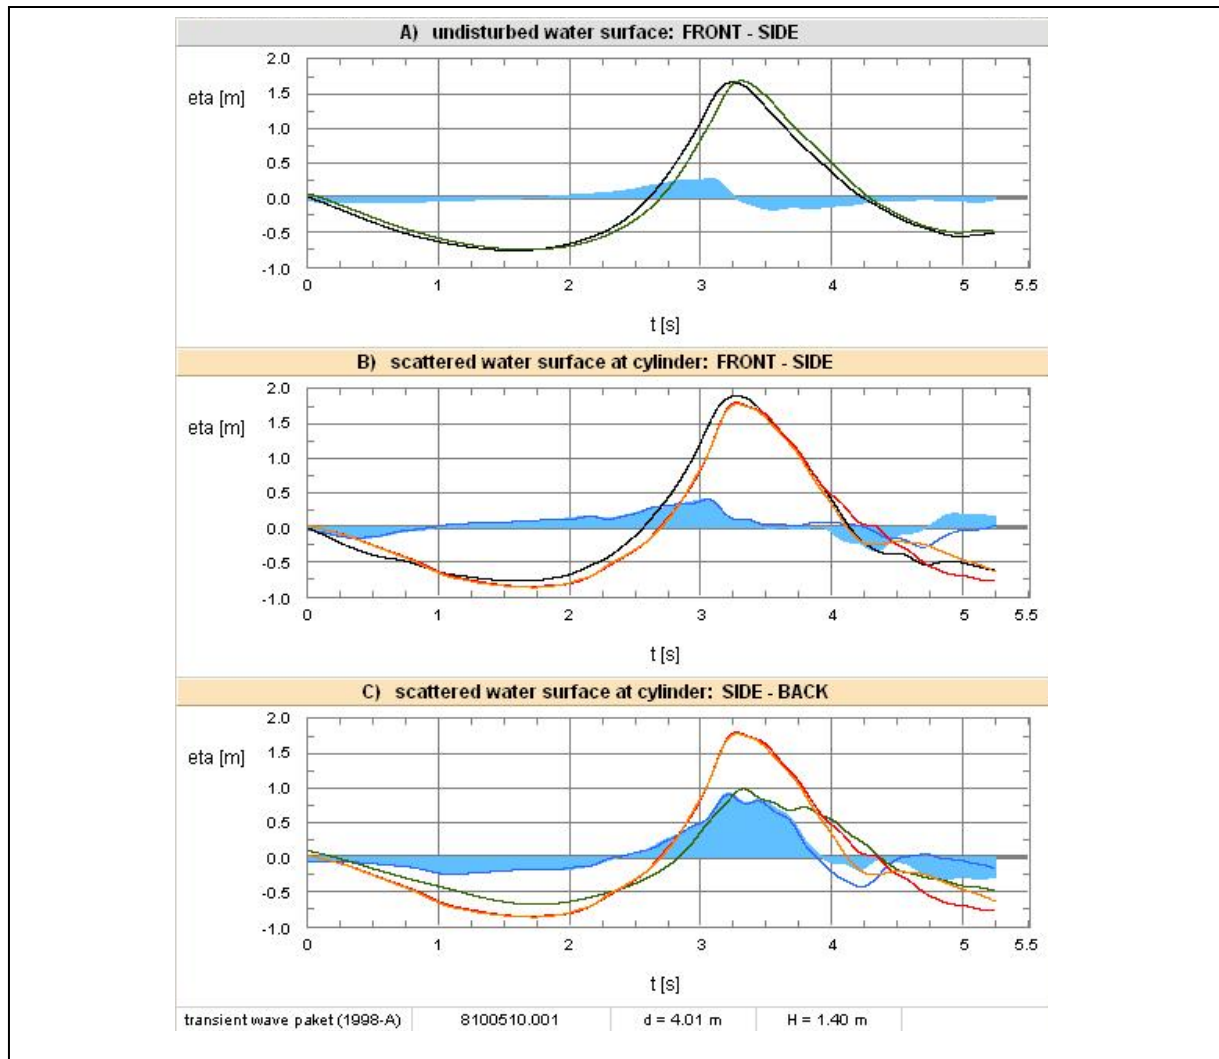 A) undisturbed water surface: FRONT - SIDE
2.0
eta [m]
1.5
1.0
0.5
0.0
-0.5
-1.0
0 1 2 3 4 5 5.5
t [s]
B) scattered water surface at cylinder: FRONT - SIDE
2.0
eta [m]
1.5
1.0
0.5
0.0
-0.5
-1.0
0 1 2 3 4 5 5.5
t [s]
C) scattered water surface at cylinder: SIDE - BACK
2.0
eta [m]
1.5
1.0
0.5
0.0
-0.5
-1.0
0 1 2 3 4 5 5.5
t [s]
transient wave paket (1998-A) 8100510.001 d = 4.01 m H = 1.40 m